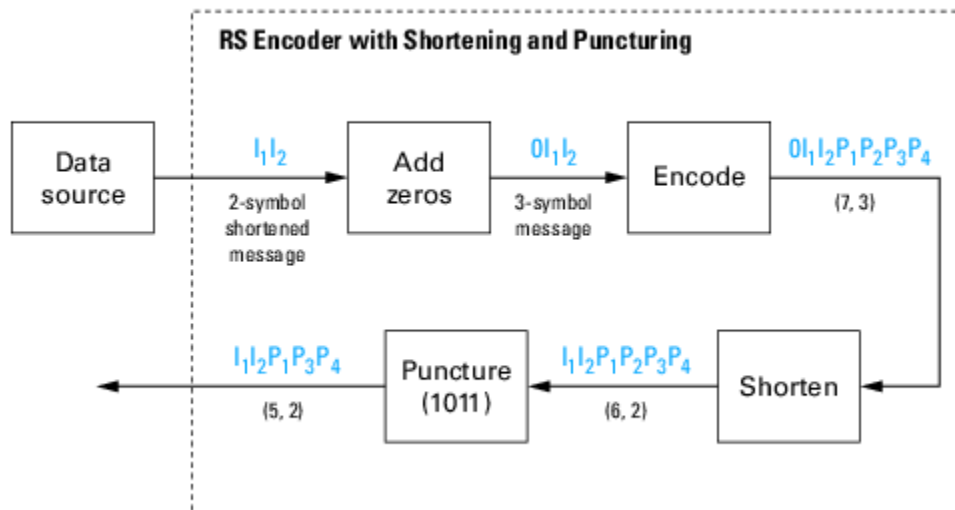 RS Encoder with Shortening and Puncturing
Data
source
I₁I₂
2-symbol
shortened
message
Add
zeros
0I₁I₂
3-symbol
message
Encode
0I₁I₂P₁P₂P₃P₄
(7, 3)
I₁I₂P₁P₃P₄
(5, 2)
Puncture
(1011)
I₁I₂P₁P₂P₃P₄
(6, 2)
Shorten